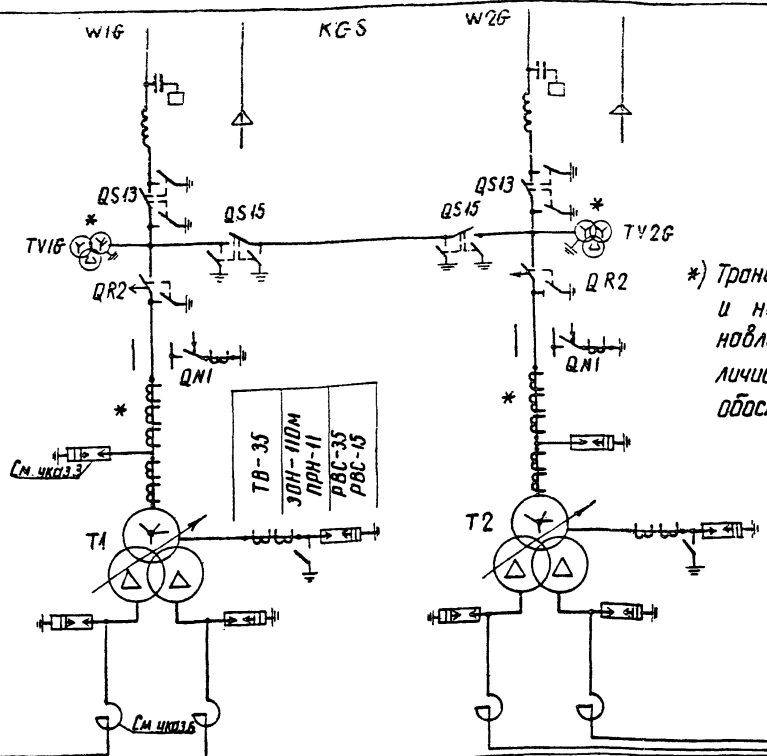 W1G
KGS
W2G
QS13
QS15
TV1G
*
QR2
QN1
*
См. указ.3
ТВ-35
ЗОН-110м
ПРН-11
РВС-35
РВС-15
T1
См указ.6
QS13
QS15
*
TV2G
QR2
QN1
*
T2
*) Тран
и н
навл
личи
обос